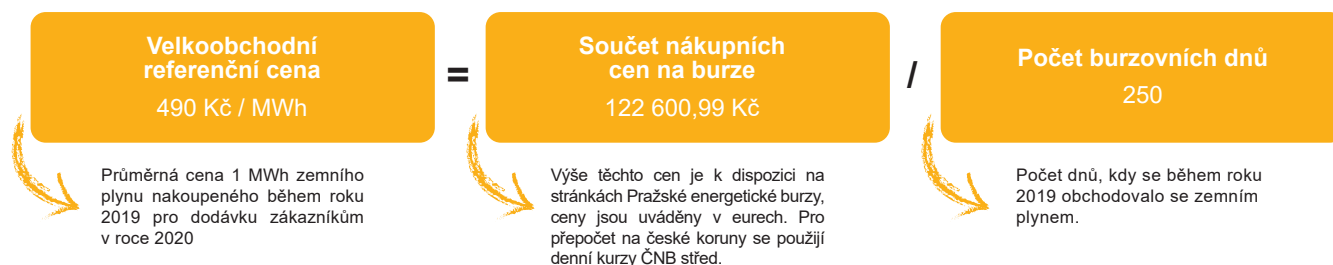 Velkoobchodní
referenční cena
490 Kč / MWh
=
Součet nákupních
cen na burze
122 600,99 Kč
/
Počet burzovních dnů
250
Průměrná cena 1 MWh zemního
plynu nakoupeného během roku
2019 pro dodávku zákazníkům
v roce 2020
Výše těchto cen je k dispozici na
stránkách Pražské energetické burzy,
ceny jsou uváděny v eurech. Pro
přepočet na české koruny se použijí
denní kurzy ČNB střed.
Počet dnů, kdy se během roku
2019 obchodovalo se zemním
plynem.